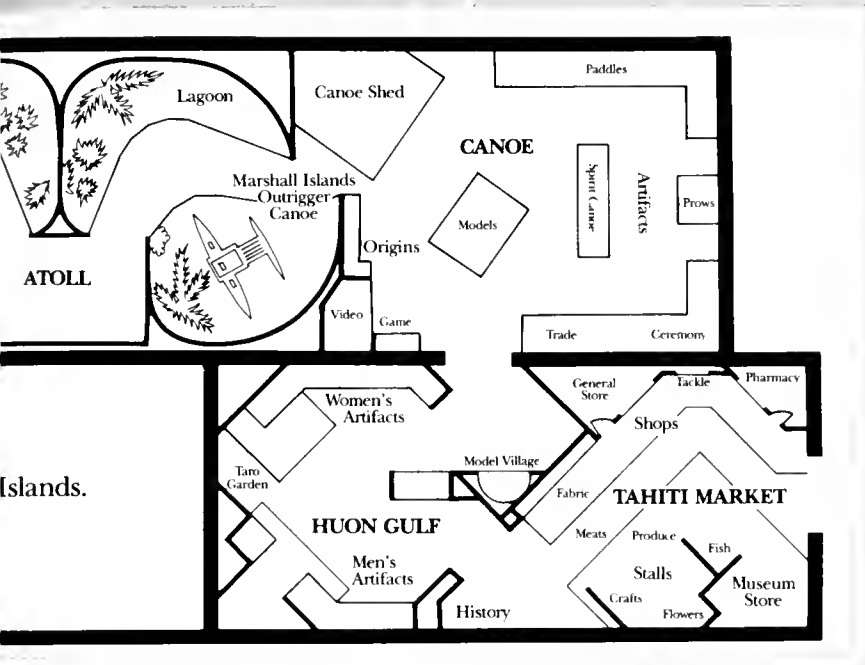 Paddles
Lagoon
Canoe Shed
CANOE
Marshall Islands
Outrigger
Canoe
Spirit Canoe
Artifacts
Prows
Models
Origins
ATOLL
Video
Game
Trade
Ceremony
General
Store
Tackle
Pharmacy
Women's
Artifacts
Shops
Taro
Garden
Model Village
Islands.
Fabric
TAHITI MARKET
HUON GULF
Meats
Produce
Fish
Men's
Artifacts
Stalls
Museum
Store
Crafts
History
Flowers